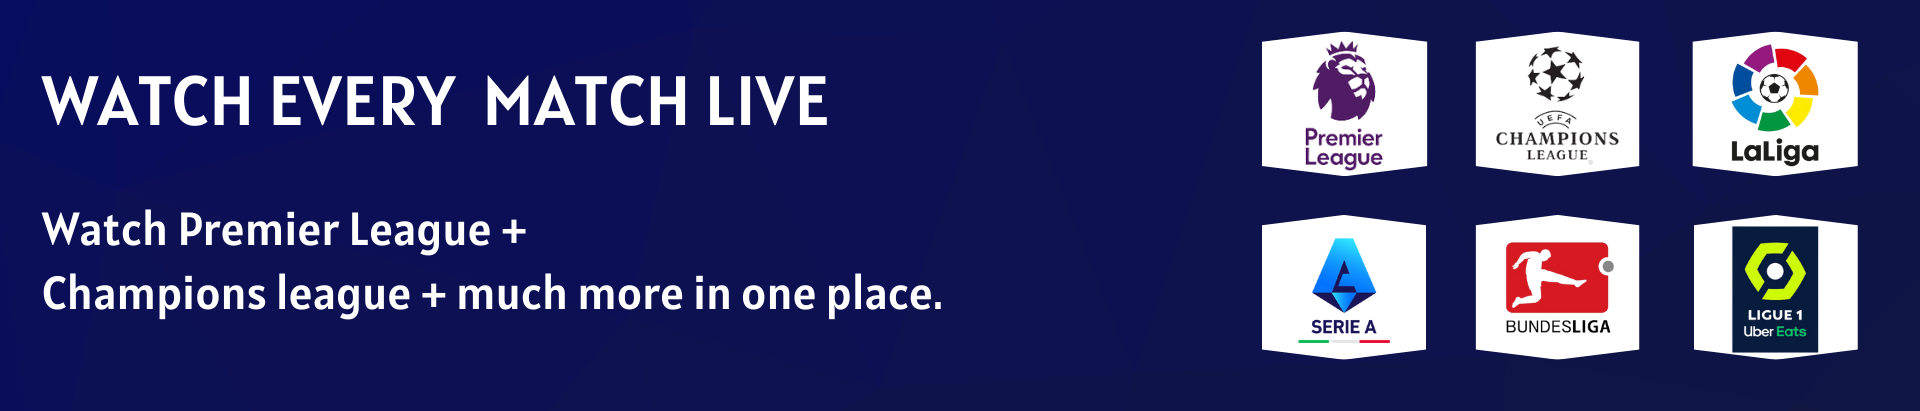 WATCH EVERY MATCH LIVE
Watch Premier League +
Champions league + much more in one place.
Premier
League
UEFA
CHAMPIONS
LEAGUE
LaLiga
SERIE A
BUNDESLIGA
LIGUE 1
Uber Eats